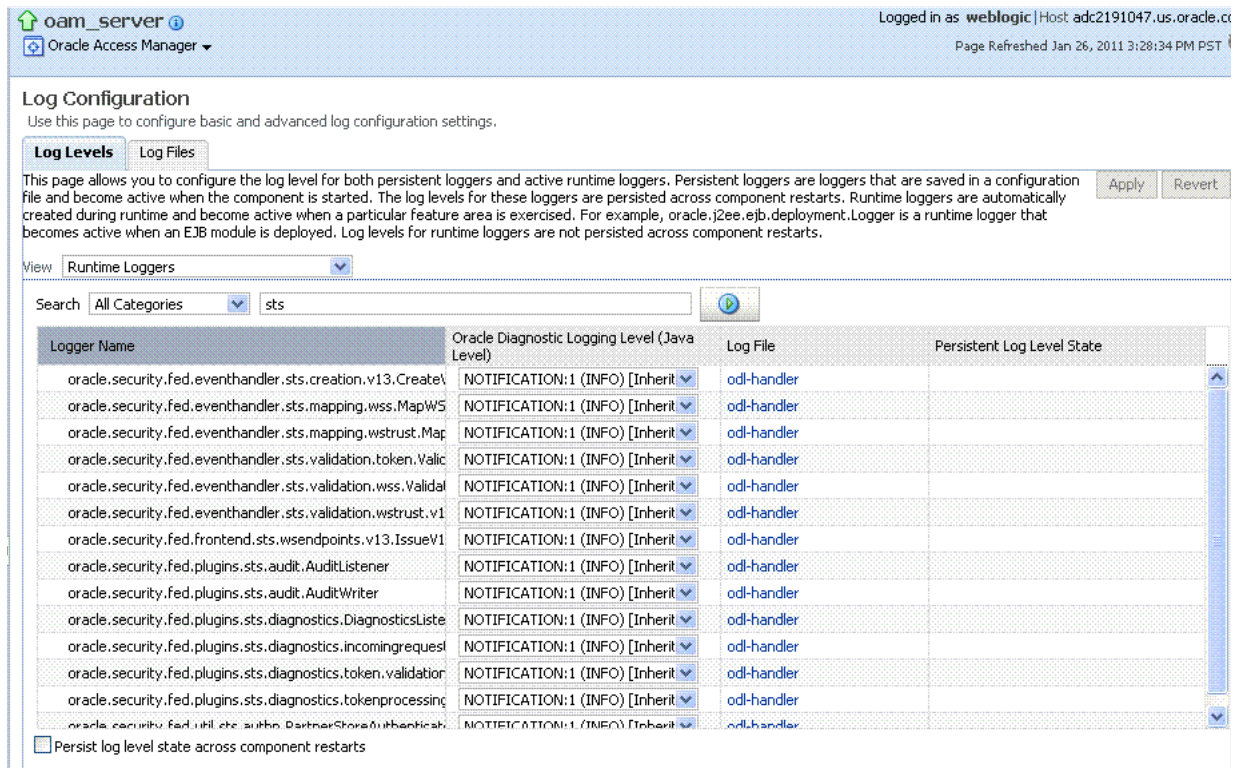 oam_server
Logged in as weblogic|Host adc2191047.us.oracle.co
Oracle Access Manager
Page Refreshed Jan 26, 2011 3:28:34 PM PST
Log Configuration
Use this page to configure basic and advanced log configuration settings.
Log Levels Log Files
This page allows you to configure the log level for both persistent loggers and active runtime loggers. Persistent loggers are loggers that are saved in a configuration
file and become active when the component is started. The log levels for these loggers are persisted across component restarts. Runtime loggers are automatically
created during runtime and become active when a particular feature area is exercised. For example, oracle.j2ee.ejb.deployment.Logger is a runtime logger that
becomes active when an EJB module is deployed. Log levels for runtime loggers are not persisted across component restarts.
Apply Revert
View Runtime Loggers
Search All Categories sts
Logger Name Oracle Diagnostic Logging Level (Java Level) Log File Persistent Log Level State
oracle.security.fed.eventhandler.sts.creation.v13.CreateV NOTIFICATION:1 (INFO) [Inherit odl-handler
oracle.security.fed.eventhandler.sts.mapping.wss.MapWS NOTIFICATION:1 (INFO) [Inherit odl-handler
oracle.security.fed.eventhandler.sts.mapping.wstrust.Map NOTIFICATION:1 (INFO) [Inherit odl-handler
oracle.security.fed.eventhandler.sts.validation.token.Valid NOTIFICATION:1 (INFO) [Inherit odl-handler
oracle.security.fed.eventhandler.sts.validation.wss.Validat NOTIFICATION:1 (INFO) [Inherit odl-handler
oracle.security.fed.eventhandler.sts.validation.wstrust.v1 NOTIFICATION:1 (INFO) [Inherit odl-handler
oracle.security.fed.frontend.sts.wsendpoints.v13.IssueV1 NOTIFICATION:1 (INFO) [Inherit odl-handler
oracle.security.fed.plugins.sts.audit.AuditListener NOTIFICATION:1 (INFO) [Inherit odl-handler
oracle.security.fed.plugins.sts.audit.AuditWriter NOTIFICATION:1 (INFO) [Inherit odl-handler
oracle.security.fed.plugins.sts.diagnostics.DiagnosticsListe NOTIFICATION:1 (INFO) [Inherit odl-handler
oracle.security.fed.plugins.sts.diagnostics.incomingrequest NOTIFICATION:1 (INFO) [Inherit odl-handler
oracle.security.fed.plugins.sts.diagnostics.token.validation NOTIFICATION:1 (INFO) [Inherit odl-handler
oracle.security.fed.plugins.sts.diagnostics.tokenprocessing NOTIFICATION:1 (INFO) [Inherit odl-handler
oracle.security.fed.util.sts.authn.PartnerStoreAuthenticato NOTIFICATION:1 (INFO) [Inherit odl-handler
Persist log level state across component restarts